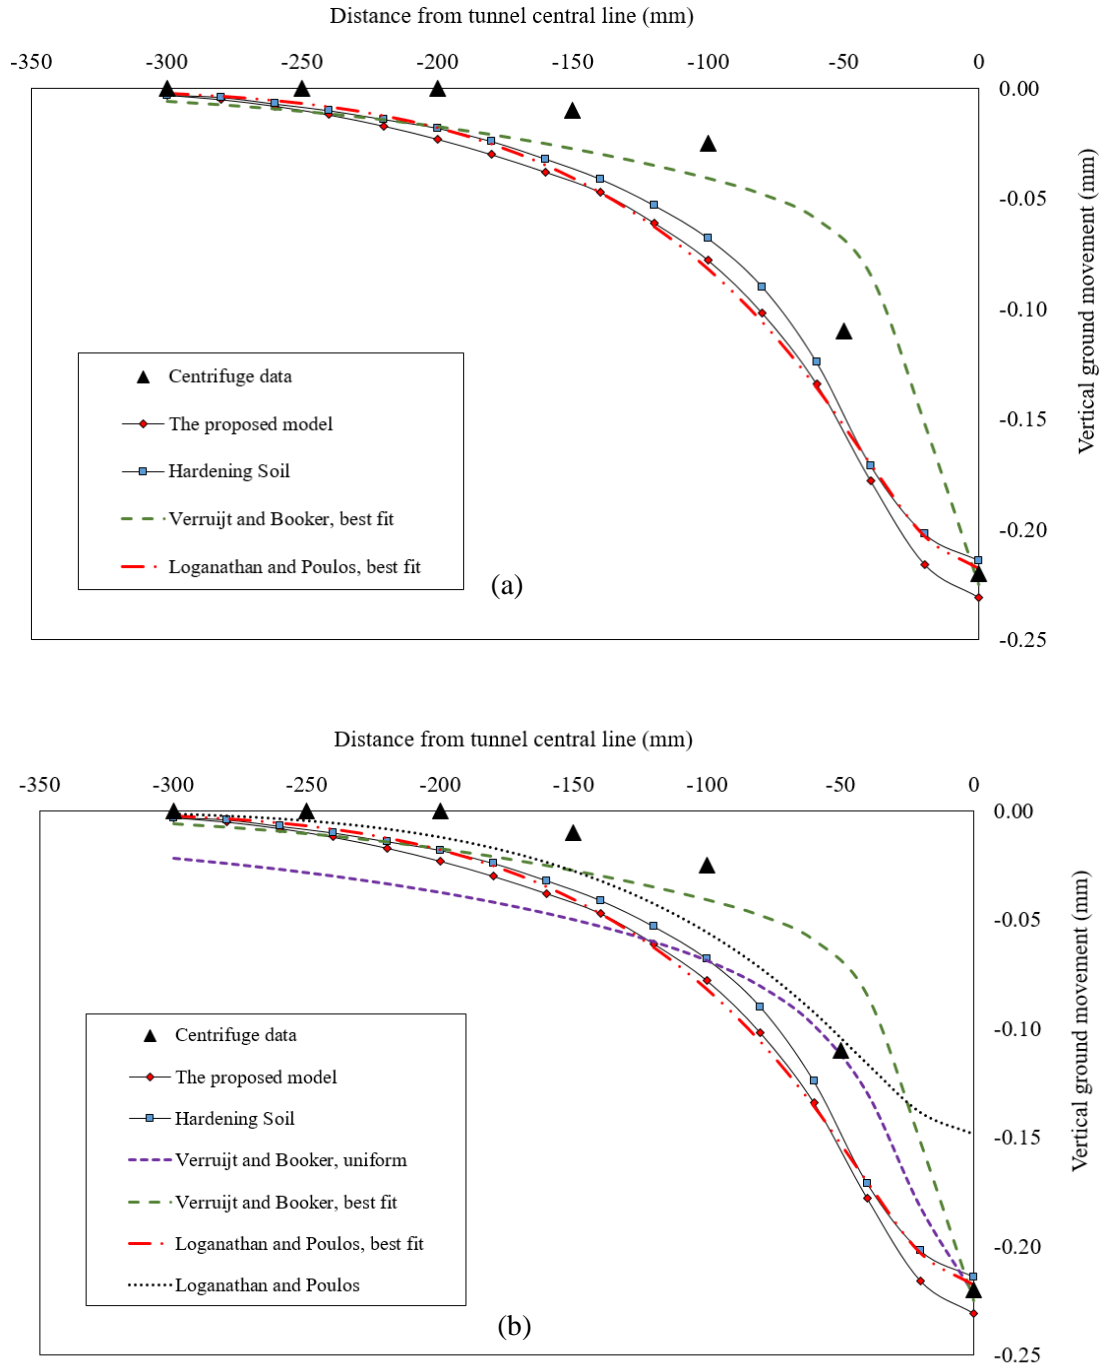 Distance from tunnel central line (mm)
-350 -300 -250 -200 -150 -100 -50 0
0.00
-0.05
-0.10
-0.15
-0.20
-0.25
Vertical ground movement (mm)
Centrifuge data
The proposed model
Hardening Soil
Verruijt and Booker, best fit
Loganathan and Poulos, best fit
(a)
Distance from tunnel central line (mm)
-350 -300 -250 -200 -150 -100 -50 0
0.00
-0.05
-0.10
-0.15
-0.20
-0.25
Vertical ground movement (mm)
Centrifuge data
The proposed model
Hardening Soil
Verruijt and Booker, uniform
Verruijt and Booker, best fit
Loganathan and Poulos, best fit
Loganathan and Poulos
(b)